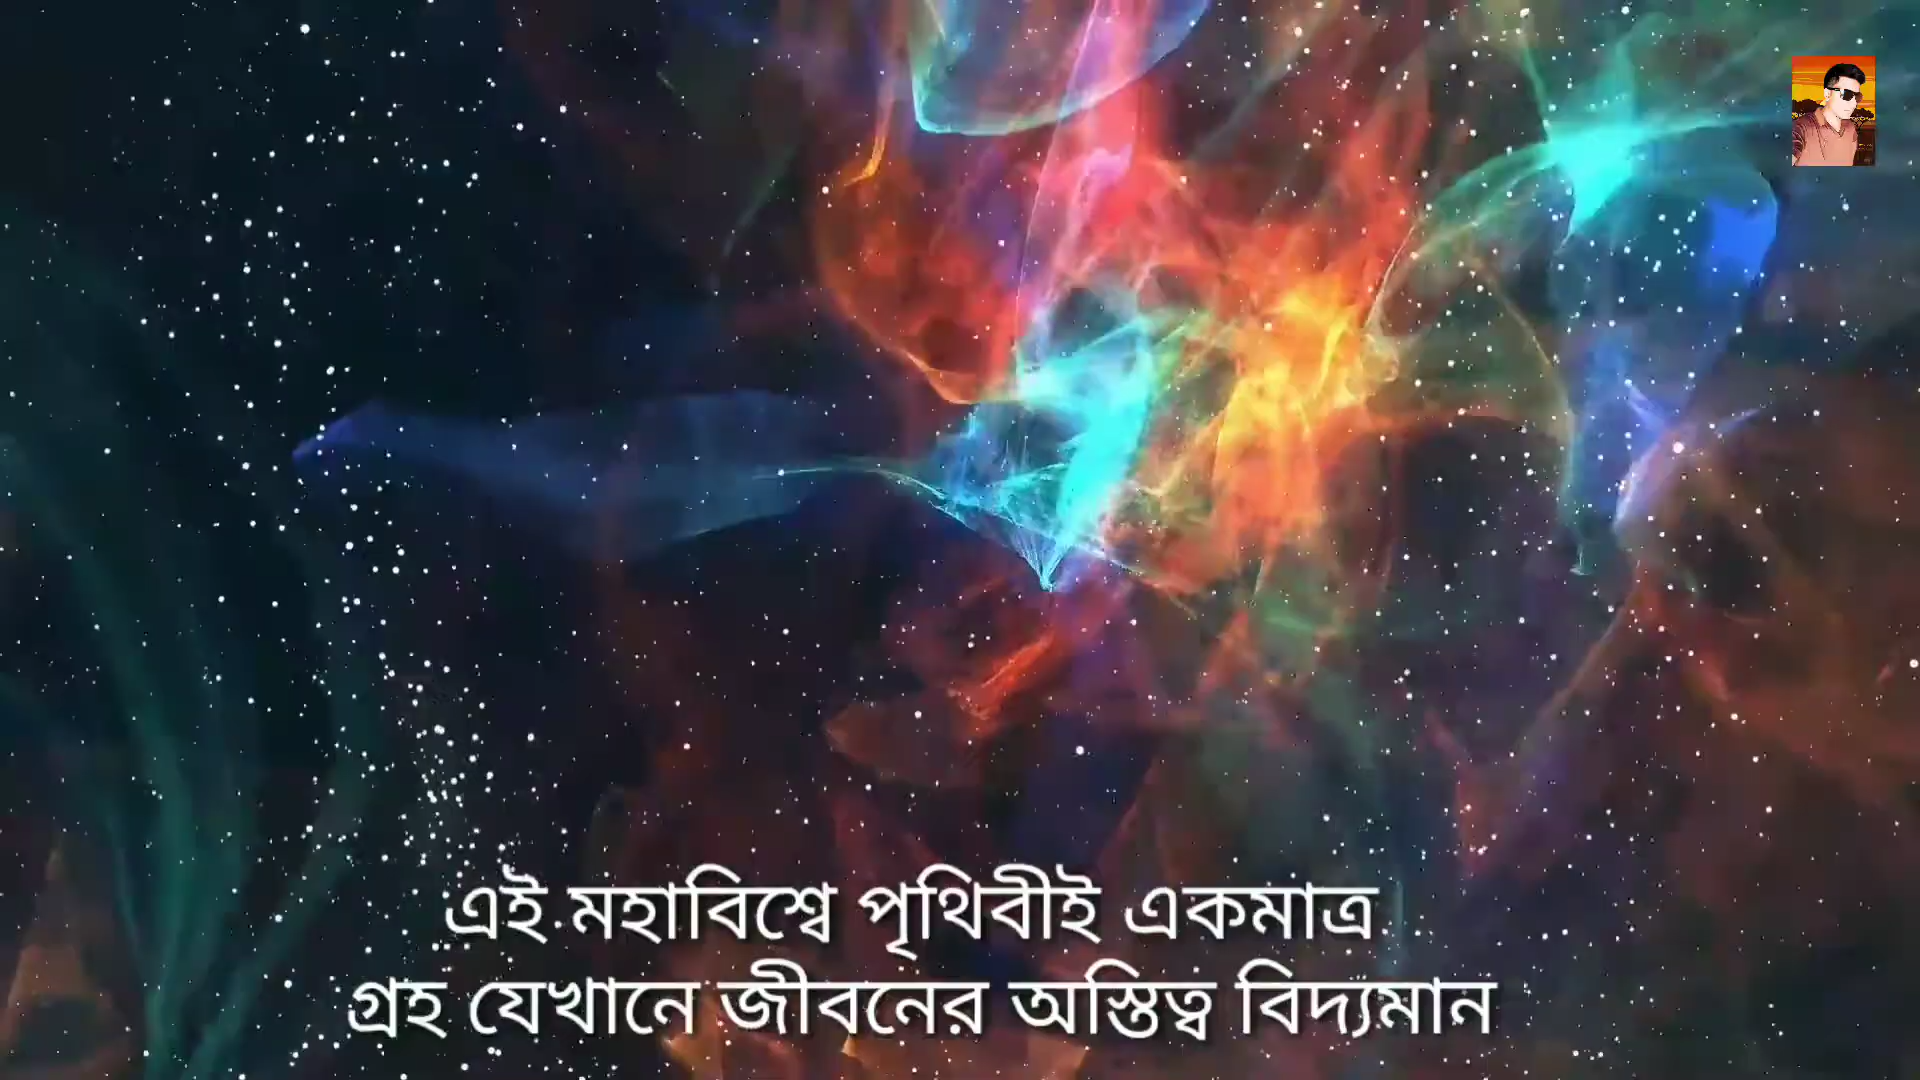 এই মহাবিশ্বে পৃথিবীই একমাত্র
গ্রহ যেখানে জীবনের অস্তিত্ব বিদ্যমান